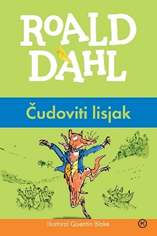 ROALD
DAHL
Čudoviti lisjak
Ilustriral Quentin Blake